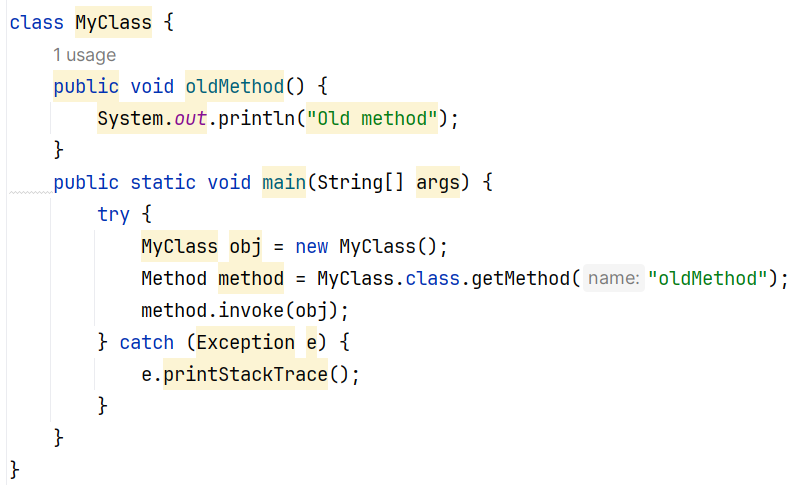 class MyClass {
1 usage
public void oldMethod() {
System.out.println("Old method");
}
public static void main(String[] args) {
try {
MyClass obj = new MyClass();
Method method = MyClass.class.getMethod( name: "oldMethod");
method.invoke(obj);
} catch (Exception e) {
e.printStackTrace();
}
}
}